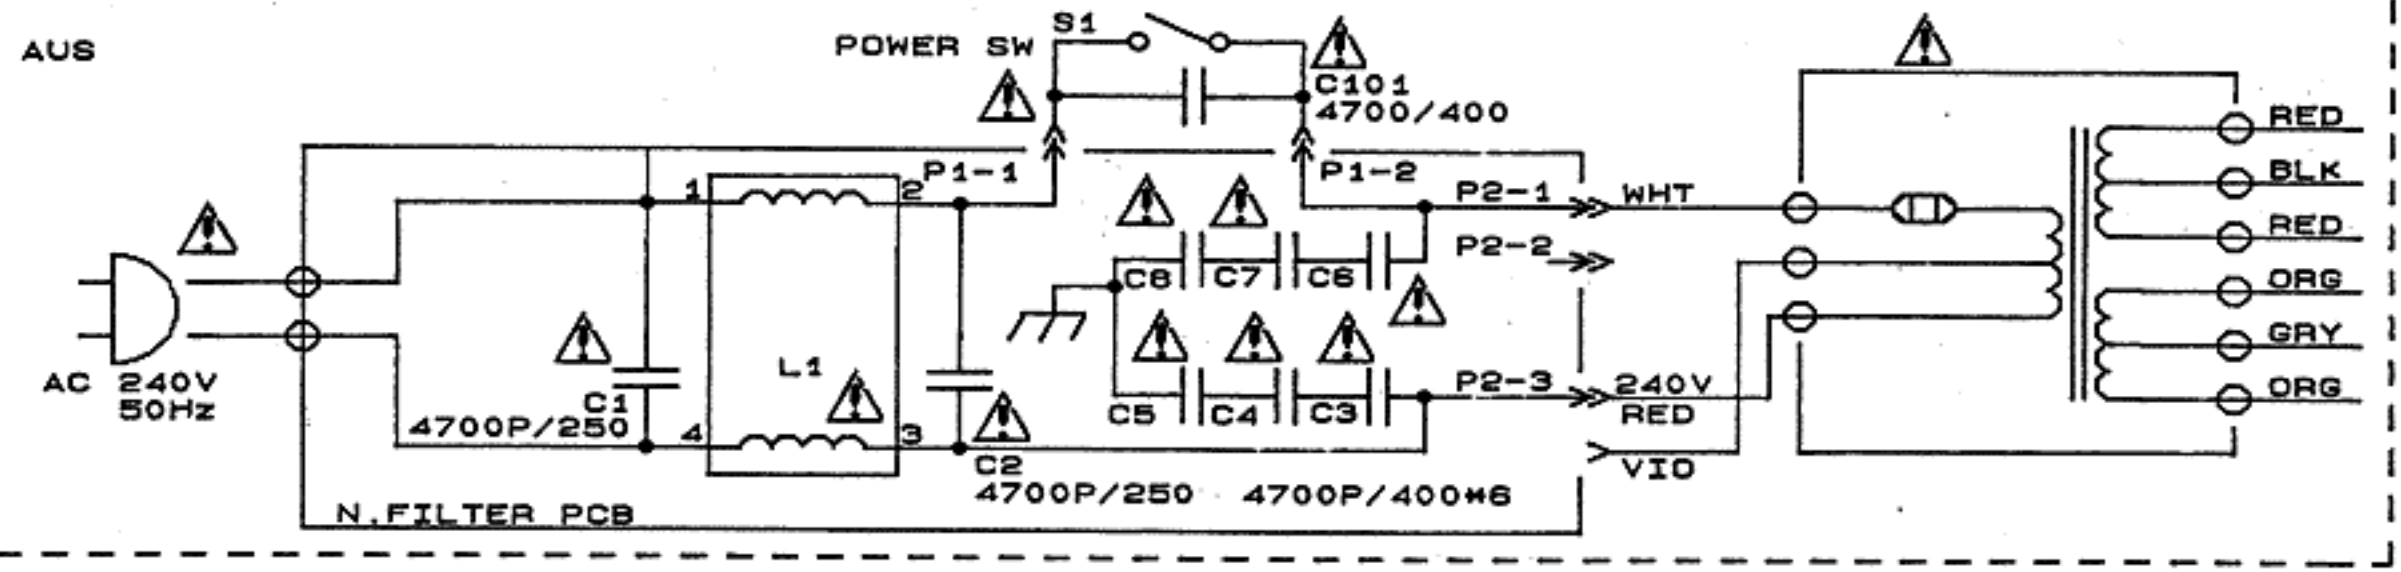 AUS
POWER SW
S1
C101
4700/400
P1-1
P1-2
1
2
AC 240V
50Hz
C1
4700P/250
L1
4
3
C2
4700P/250
C8
C7
C6
C5
C4
C3
4700P/400*6
P2-1
P2-2
P2-3
WHT
240V
RED
VIO
N.FILTER PCB
RED
BLK
RED
ORG
GRY
ORG